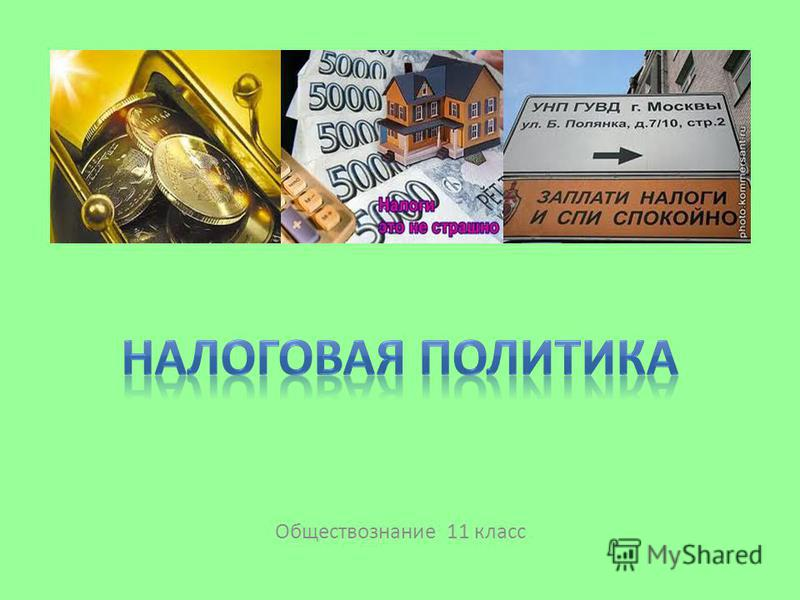 5000
5000
5000
5000
5000
Налоги
это не страшно
УНП ГУВД г. Москвы
ул. Б. Полянка, д.7/10, стр.2
ЗАПЛАТИ НАЛОГИ
И СПИ СПОКОЙНО
photo.kommersant.ru
НАЛОГОВАЯ ПОЛИТИКА
Обществознание 11 класс
MyShared